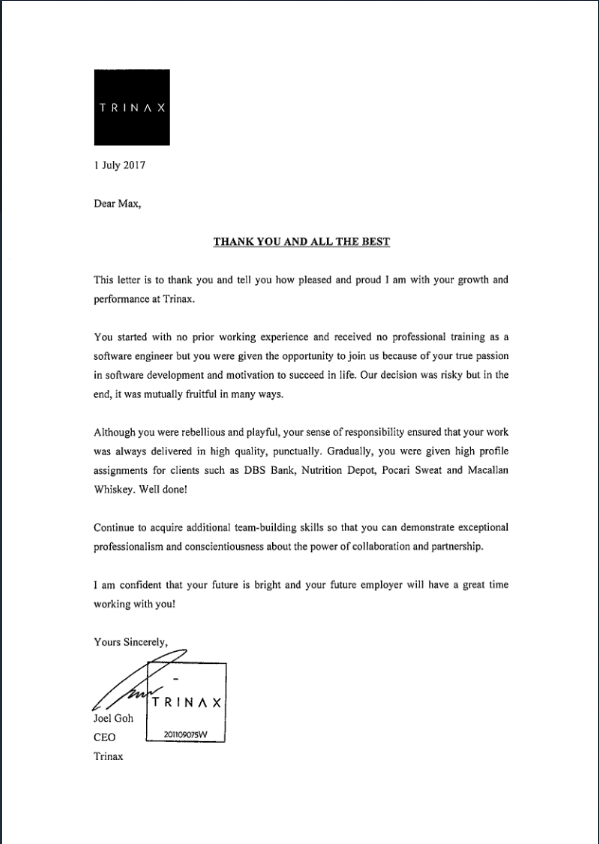 TRINAX
1 July 2017
Dear Max,
THANK YOU AND ALL THE BEST
This letter is to thank you and tell you how pleased and proud I am with your growth and
performance at Trinax.
You started with no prior working experience and received no professional training as a
software engineer but you were given the opportunity to join us because of your true passion
in software development and motivation to succeed in life. Our decision was risky but in the
end, it was mutually fruitful in many ways.
Although you were rebellious and playful, your sense of responsibility ensured that your work
was always delivered in high quality, punctually. Gradually, you were given high profile
assignments for clients such as DBS Bank, Nutrition Depot, Pocari Sweat and Macallan
Whiskey. Well done!
Continue to acquire additional team-building skills so that you can demonstrate exceptional
professionalism and conscientiousness about the power of collaboration and partnership.
I am confident that your future is bright and your future employer will have a great time
working with you!
Yours Sincerely,
TRINAX
Joel Goh
CEO
201109075W
Trinax